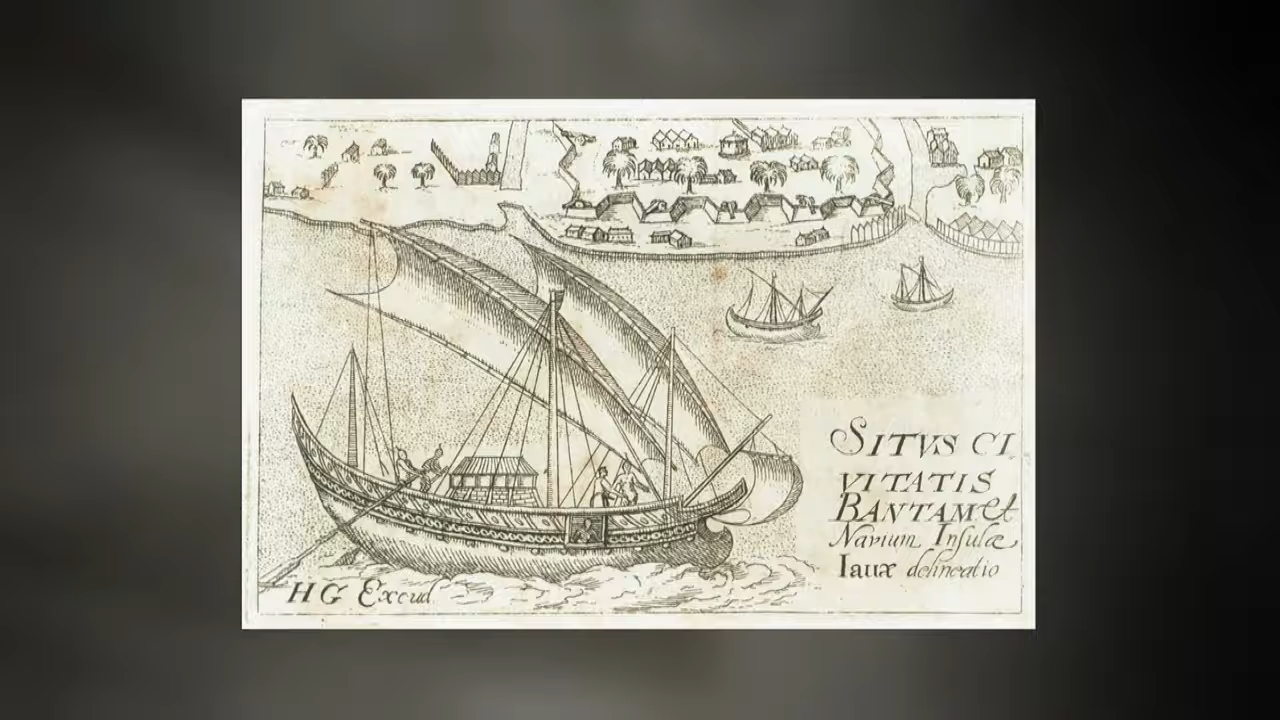 SITVS CI
VITATIS
BANTAM et
Navium Insulæ
Iauæ delineatio
HG Excud